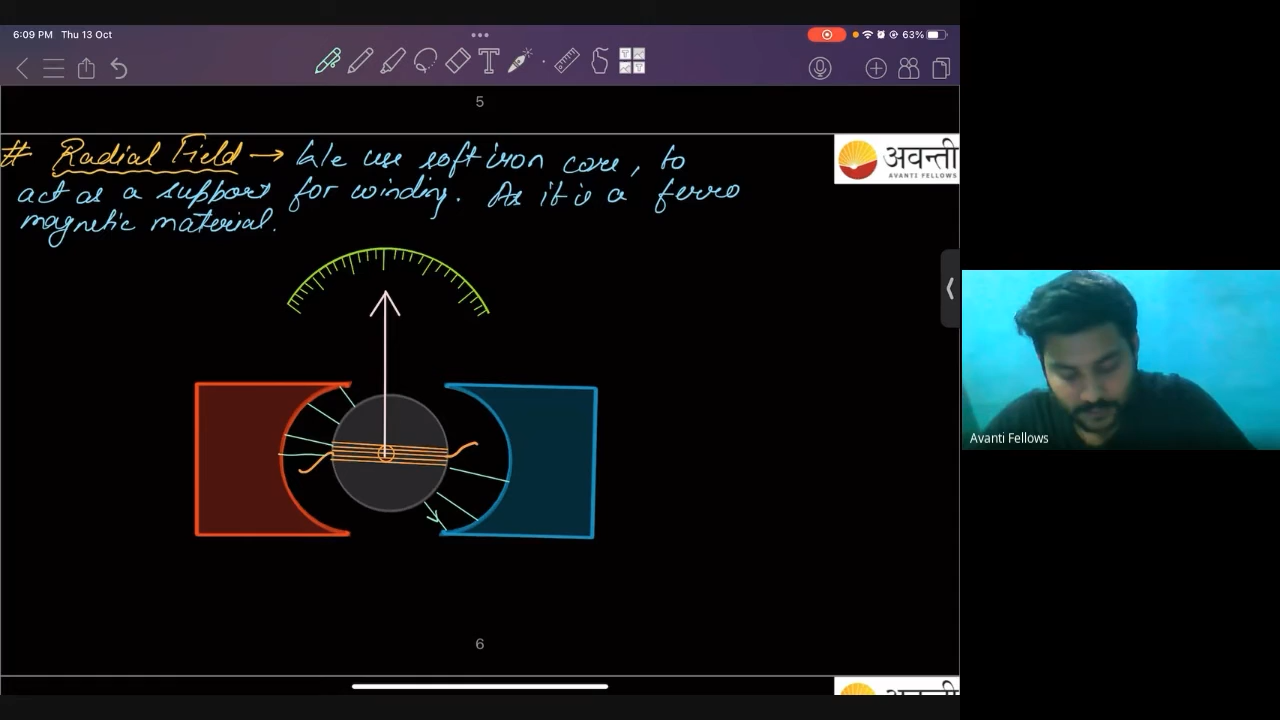 6:09 PM Thu 13 Oct
63%
5
# Radial Field → We use soft iron core, to
act as a support for winding. As it is a ferro
magnetic material.
अवन्ती
AVANTI FELLOWS
Avanti Fellows
6